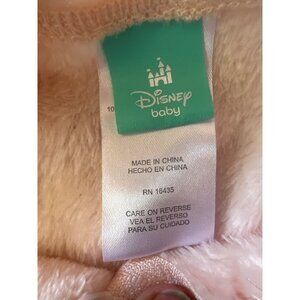 Disney
baby
10
MADE IN CHINA
HECHO EN CHINA
RN 16435
CARE ON REVERSE
VEA EL REVERSO
PARA SU CUIDADO